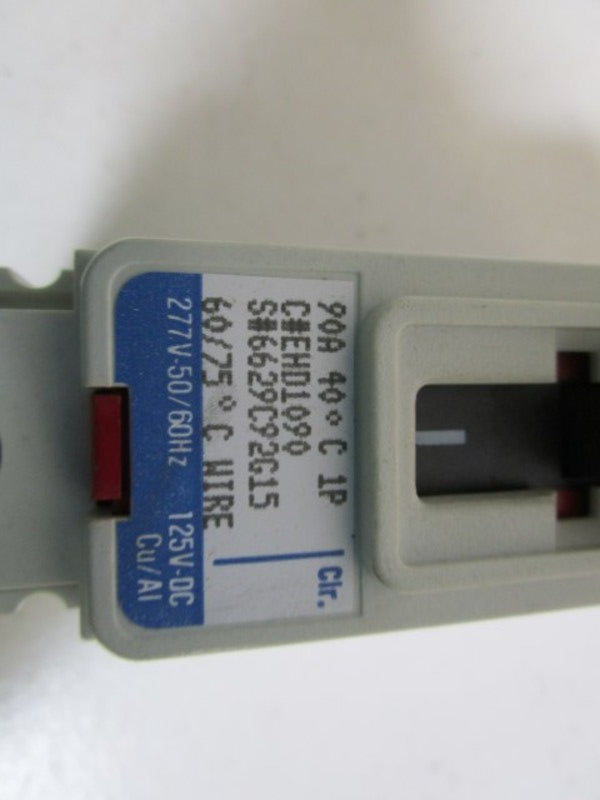 90A 40°C 1P
C#EHD1090
S#6629C92G15
60/75°C WIRE
Clr.
277V-50/60Hz 125V-DC
Cu/Al